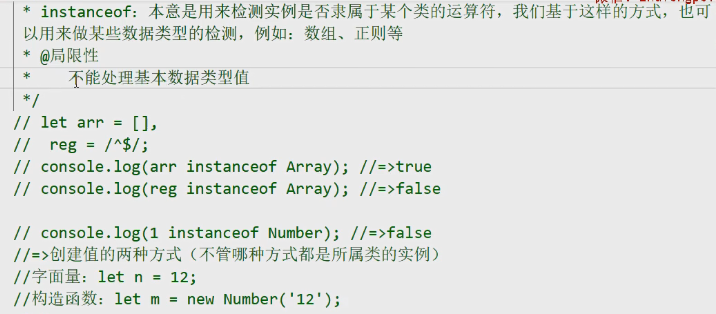 * instanceof：本意是用来检测实例是否隶属于某个类的运算符，我们基于这样的方式，也可
以用来做某些数据类型的检测，例如：数组、正则等
* @局限性
*    不能处理基本数据类型值
*/
// let arr = [],
//  reg = /^$/;
// console.log(arr instanceof Array); //=>true
// console.log(reg instanceof Array); //=>false
// console.log(1 instanceof Number); //=>false
//=>创建值的两种方式（不管哪种方式都是所属类的实例）
//字面量：let n = 12;
//构造函数：let m = new Number('12');